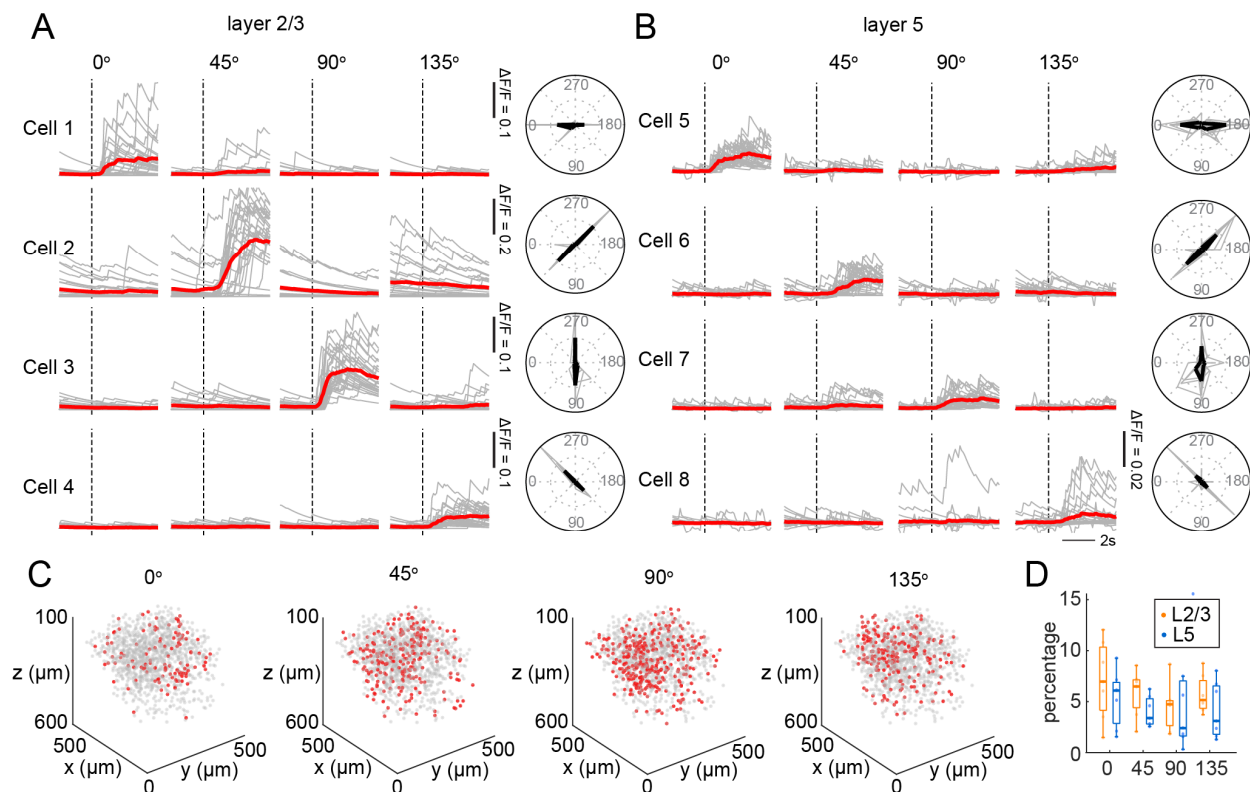 A
layer 2/3
0°
45°
90°
135°
Cell 1
ΔF/F = 0.1
270
0
180
90
Cell 2
ΔF/F = 0.2
270
0
180
90
Cell 3
ΔF/F = 0.1
270
0
180
90
Cell 4
ΔF/F = 0.1
270
0
180
90
B
layer 5
0°
45°
90°
135°
Cell 5
270
0
180
90
Cell 6
270
0
180
90
Cell 7
270
0
180
90
Cell 8
ΔF/F = 0.02
270
0
180
90
2s
C
0°
45°
90°
135°
100
z (μm)
600
500
x (μm)
0
y (μm)
500
100
z (μm)
600
500
x (μm)
0
y (μm)
500
100
z (μm)
600
500
x (μm)
0
y (μm)
500
100
z (μm)
600
500
x (μm)
0
y (μm)
500
D
percentage
15
10
5
0
L2/3
L5
0 45 90 135